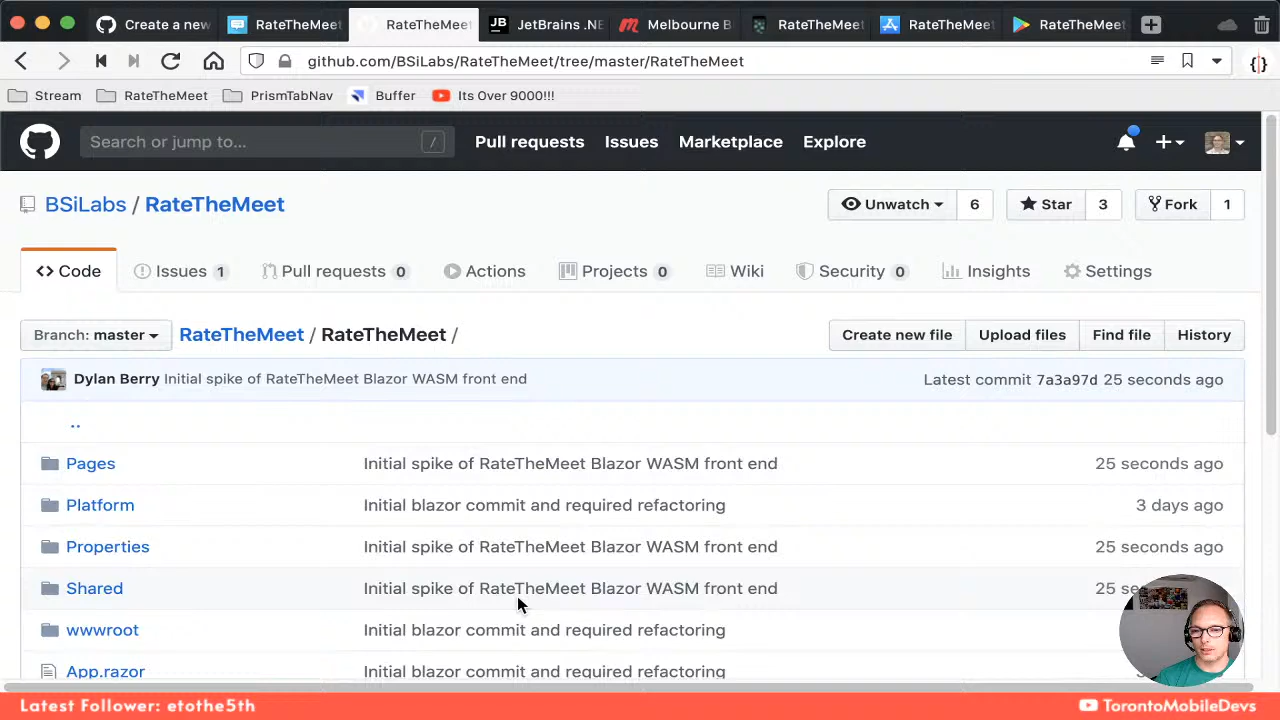 Create a new
RateTheMeet
RateTheMeet
JetBrains .NE
Melbourne B
RateTheMeet
RateTheMeet
RateTheMeet
github.com/BSiLabs/RateTheMeet/tree/master/RateTheMeet
Stream
RateTheMeet
PrismTabNav
Buffer
Its Over 9000!!!
Search or jump to...
/
Pull requests
Issues
Marketplace
Explore
BSiLabs / RateTheMeet
Unwatch 6
Star 3
Fork 1
<> Code
Issues 1
Pull requests 0
Actions
Projects 0
Wiki
Security 0
Insights
Settings
Branch: master
RateTheMeet / RateTheMeet /
Create new file
Upload files
Find file
History
Dylan Berry Initial spike of RateTheMeet Blazor WASM front end
Latest commit 7a3a97d 25 seconds ago
..
Pages Initial spike of RateTheMeet Blazor WASM front end 25 seconds ago
Platform Initial blazor commit and required refactoring 3 days ago
Properties Initial spike of RateTheMeet Blazor WASM front end 25 seconds ago
Shared Initial spike of RateTheMeet Blazor WASM front end 25
wwwroot Initial blazor commit and required refactoring
App.razor Initial blazor commit and required refactoring
Latest Follower: etothe5th
TorontoMobileDevs